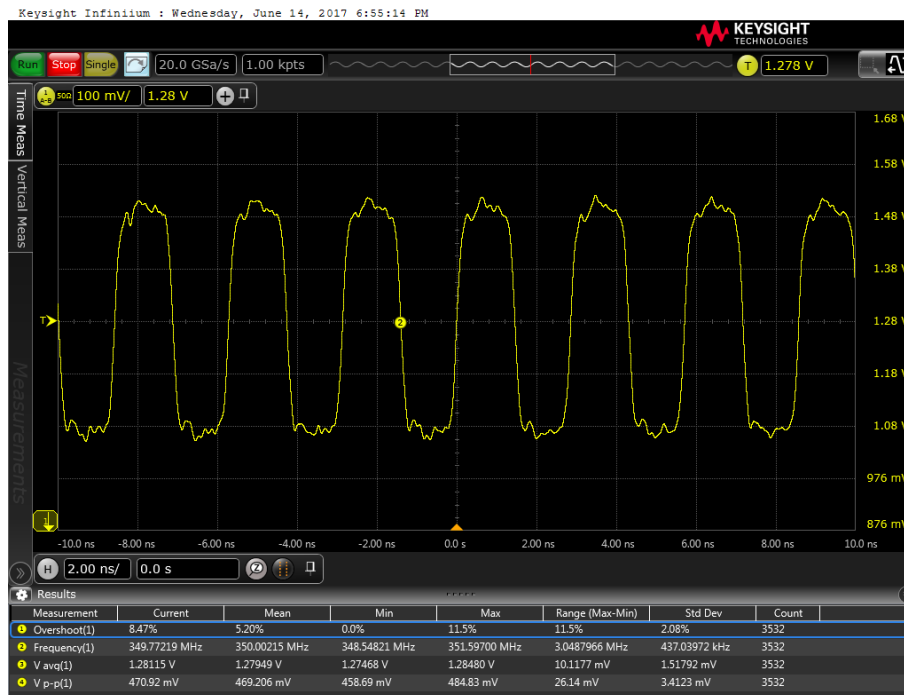 Keysight Infiniium : Wednesday, June 14, 2017 6:55:14 PM
KEYSIGHT
TECHNOLOGIES
Run Stop Single 20.0 GSa/s 1.00 kpts T 1.278 V
1 A-B 50Ω 100 mV/ 1.28 V +
Time Meas
Vertical Meas
Measurements
1.68 V
1.58 V
1.48 V
1.38 V
T 2 1.28 V
1.18 V
1.08 V
976 mV
1 876 mV
-10.0 ns -8.00 ns -6.00 ns -4.00 ns -2.00 ns 0.0 s 2.00 ns 4.00 ns 6.00 ns 8.00 ns 10.0 ns
H 2.00 ns/ 0.0 s
Results
Measurement Current Mean Min Max Range (Max-Min) Std Dev Count
1 Overshoot(1) 8.47% 5.20% 0.0% 11.5% 11.5% 2.08% 3532
2 Frequency(1) 349.77219 MHz 350.00215 MHz 348.54821 MHz 351.59700 MHz 3.0487966 MHz 437.03972 kHz 3532
3 V avg(1) 1.28115 V 1.27949 V 1.27468 V 1.28480 V 10.1177 mV 1.51792 mV 3532
4 V p-p(1) 470.92 mV 469.206 mV 458.69 mV 484.83 mV 26.14 mV 3.4123 mV 3532